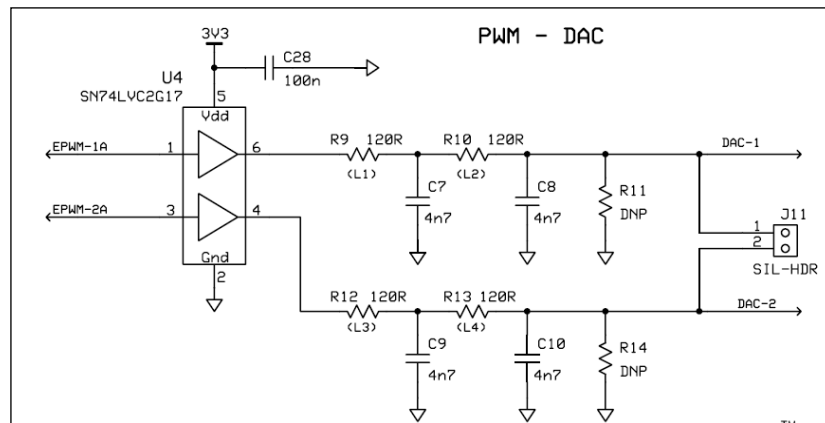 PWM - DAC
3V3
C28
100n
U4
SN74LVC2G17
5
Vdd
EPWM-1A
1
6
R9 120R
(L1)
R10 120R
(L2)
DAC-1
C7
4n7
C8
4n7
R11
DNP
EPWM-2A
3
4
J11
1
2
SIL-HDR
Gnd
2
R12 120R
(L3)
R13 120R
(L4)
DAC-2
C9
4n7
C10
4n7
R14
DNP